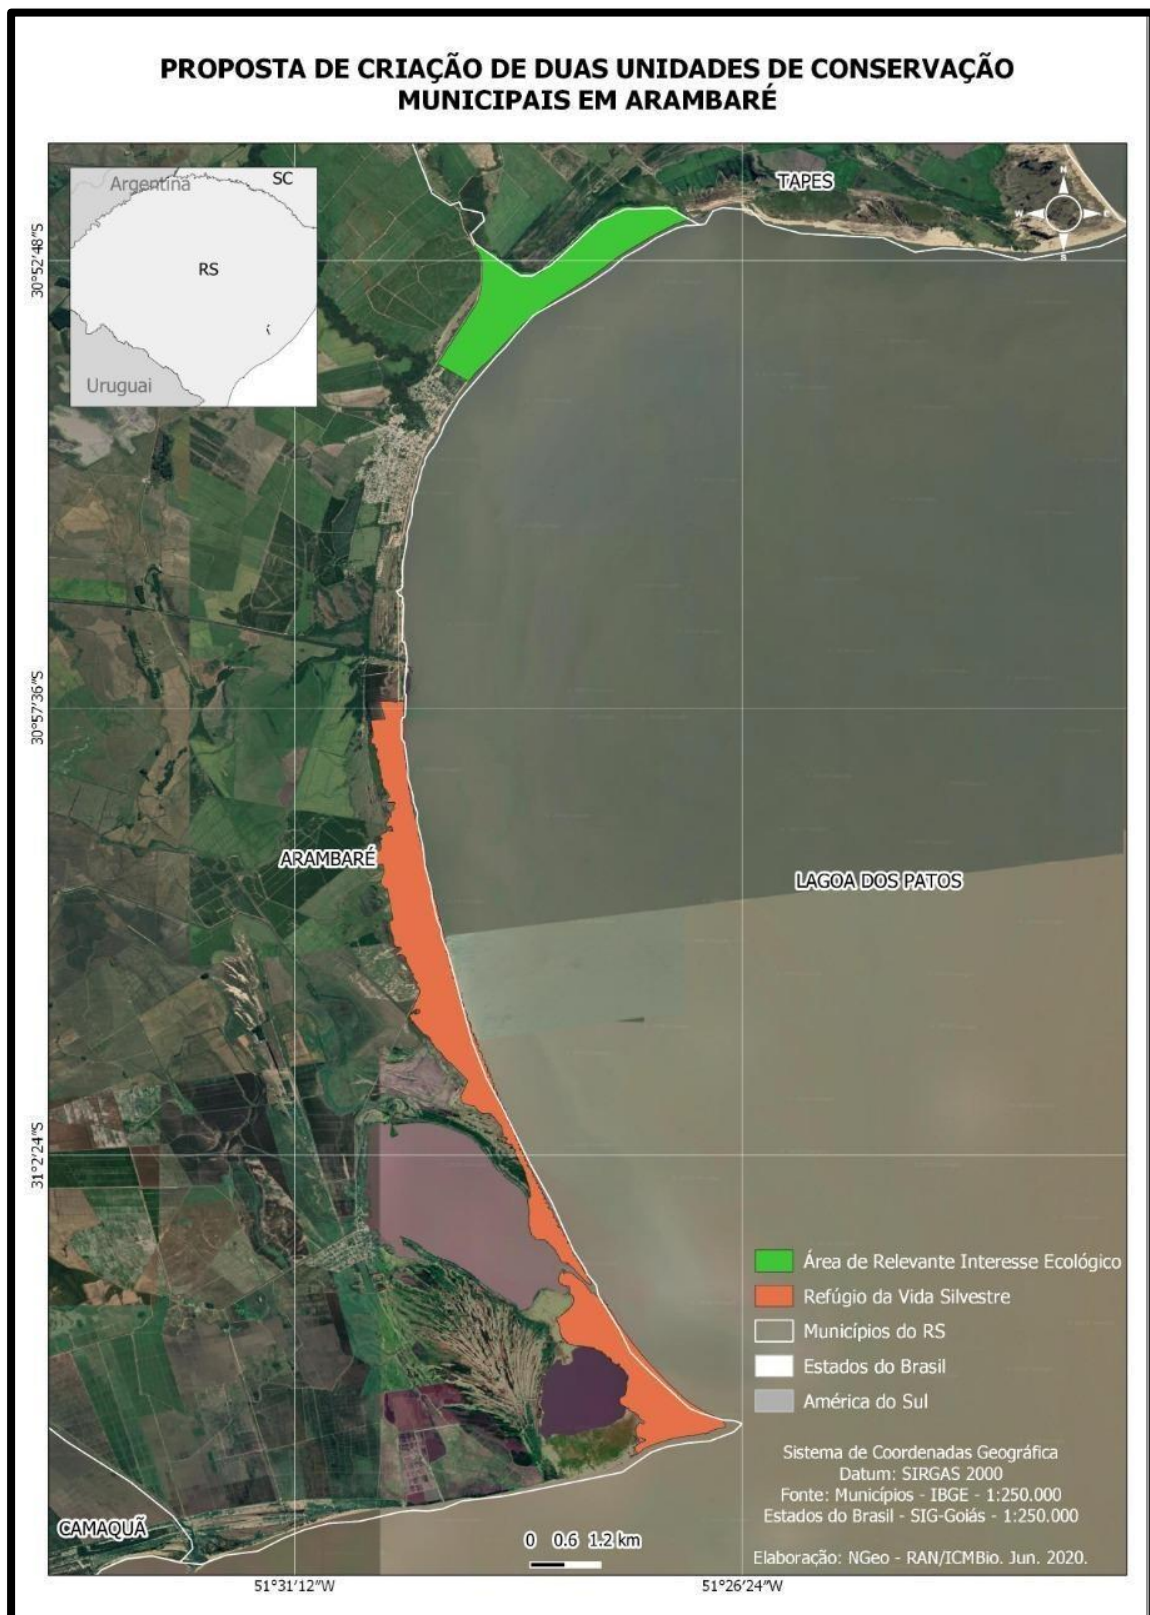 PROPOSTA DE CRIAÇÃO DE DUAS UNIDADES DE CONSERVAÇÃO
MUNICIPAIS EM ARAMBARÉ
Argentina
SC
RS
Uruguai
TAPES
N
W
E
S
30°52'48"S
30°57'36"S
ARAMBARÉ
LAGOA DOS PATOS
31°2'24"S
Área de Relevante Interesse Ecológico
Refúgio da Vida Silvestre
Municípios do RS
Estados do Brasil
América do Sul
Sistema de Coordenadas Geográfica
Datum: SIRGAS 2000
Fonte: Municípios - IBGE - 1:250.000
Estados do Brasil - SIG-Goiás - 1:250.000
Elaboração: NGeo - RAN/ICMBio. Jun. 2020.
CAMAQUÃ
0 0.6 1.2 km
51°31'12"W
51°26'24"W